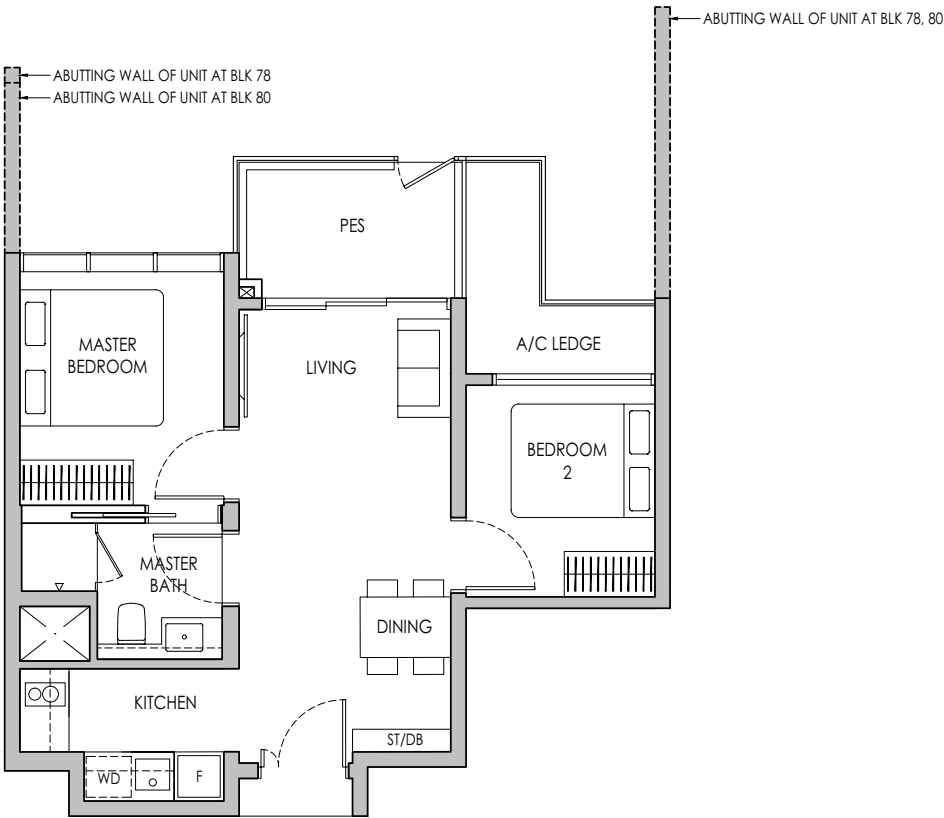 ABUTTING WALL OF UNIT AT BLK 78, 80
ABUTTING WALL OF UNIT AT BLK 78
ABUTTING WALL OF UNIT AT BLK 80
PES
A/C LEDGE
MASTER
BEDROOM
LIVING
BEDROOM
2
MASTER
BATH
DINING
KITCHEN
ST/DB
WD
F